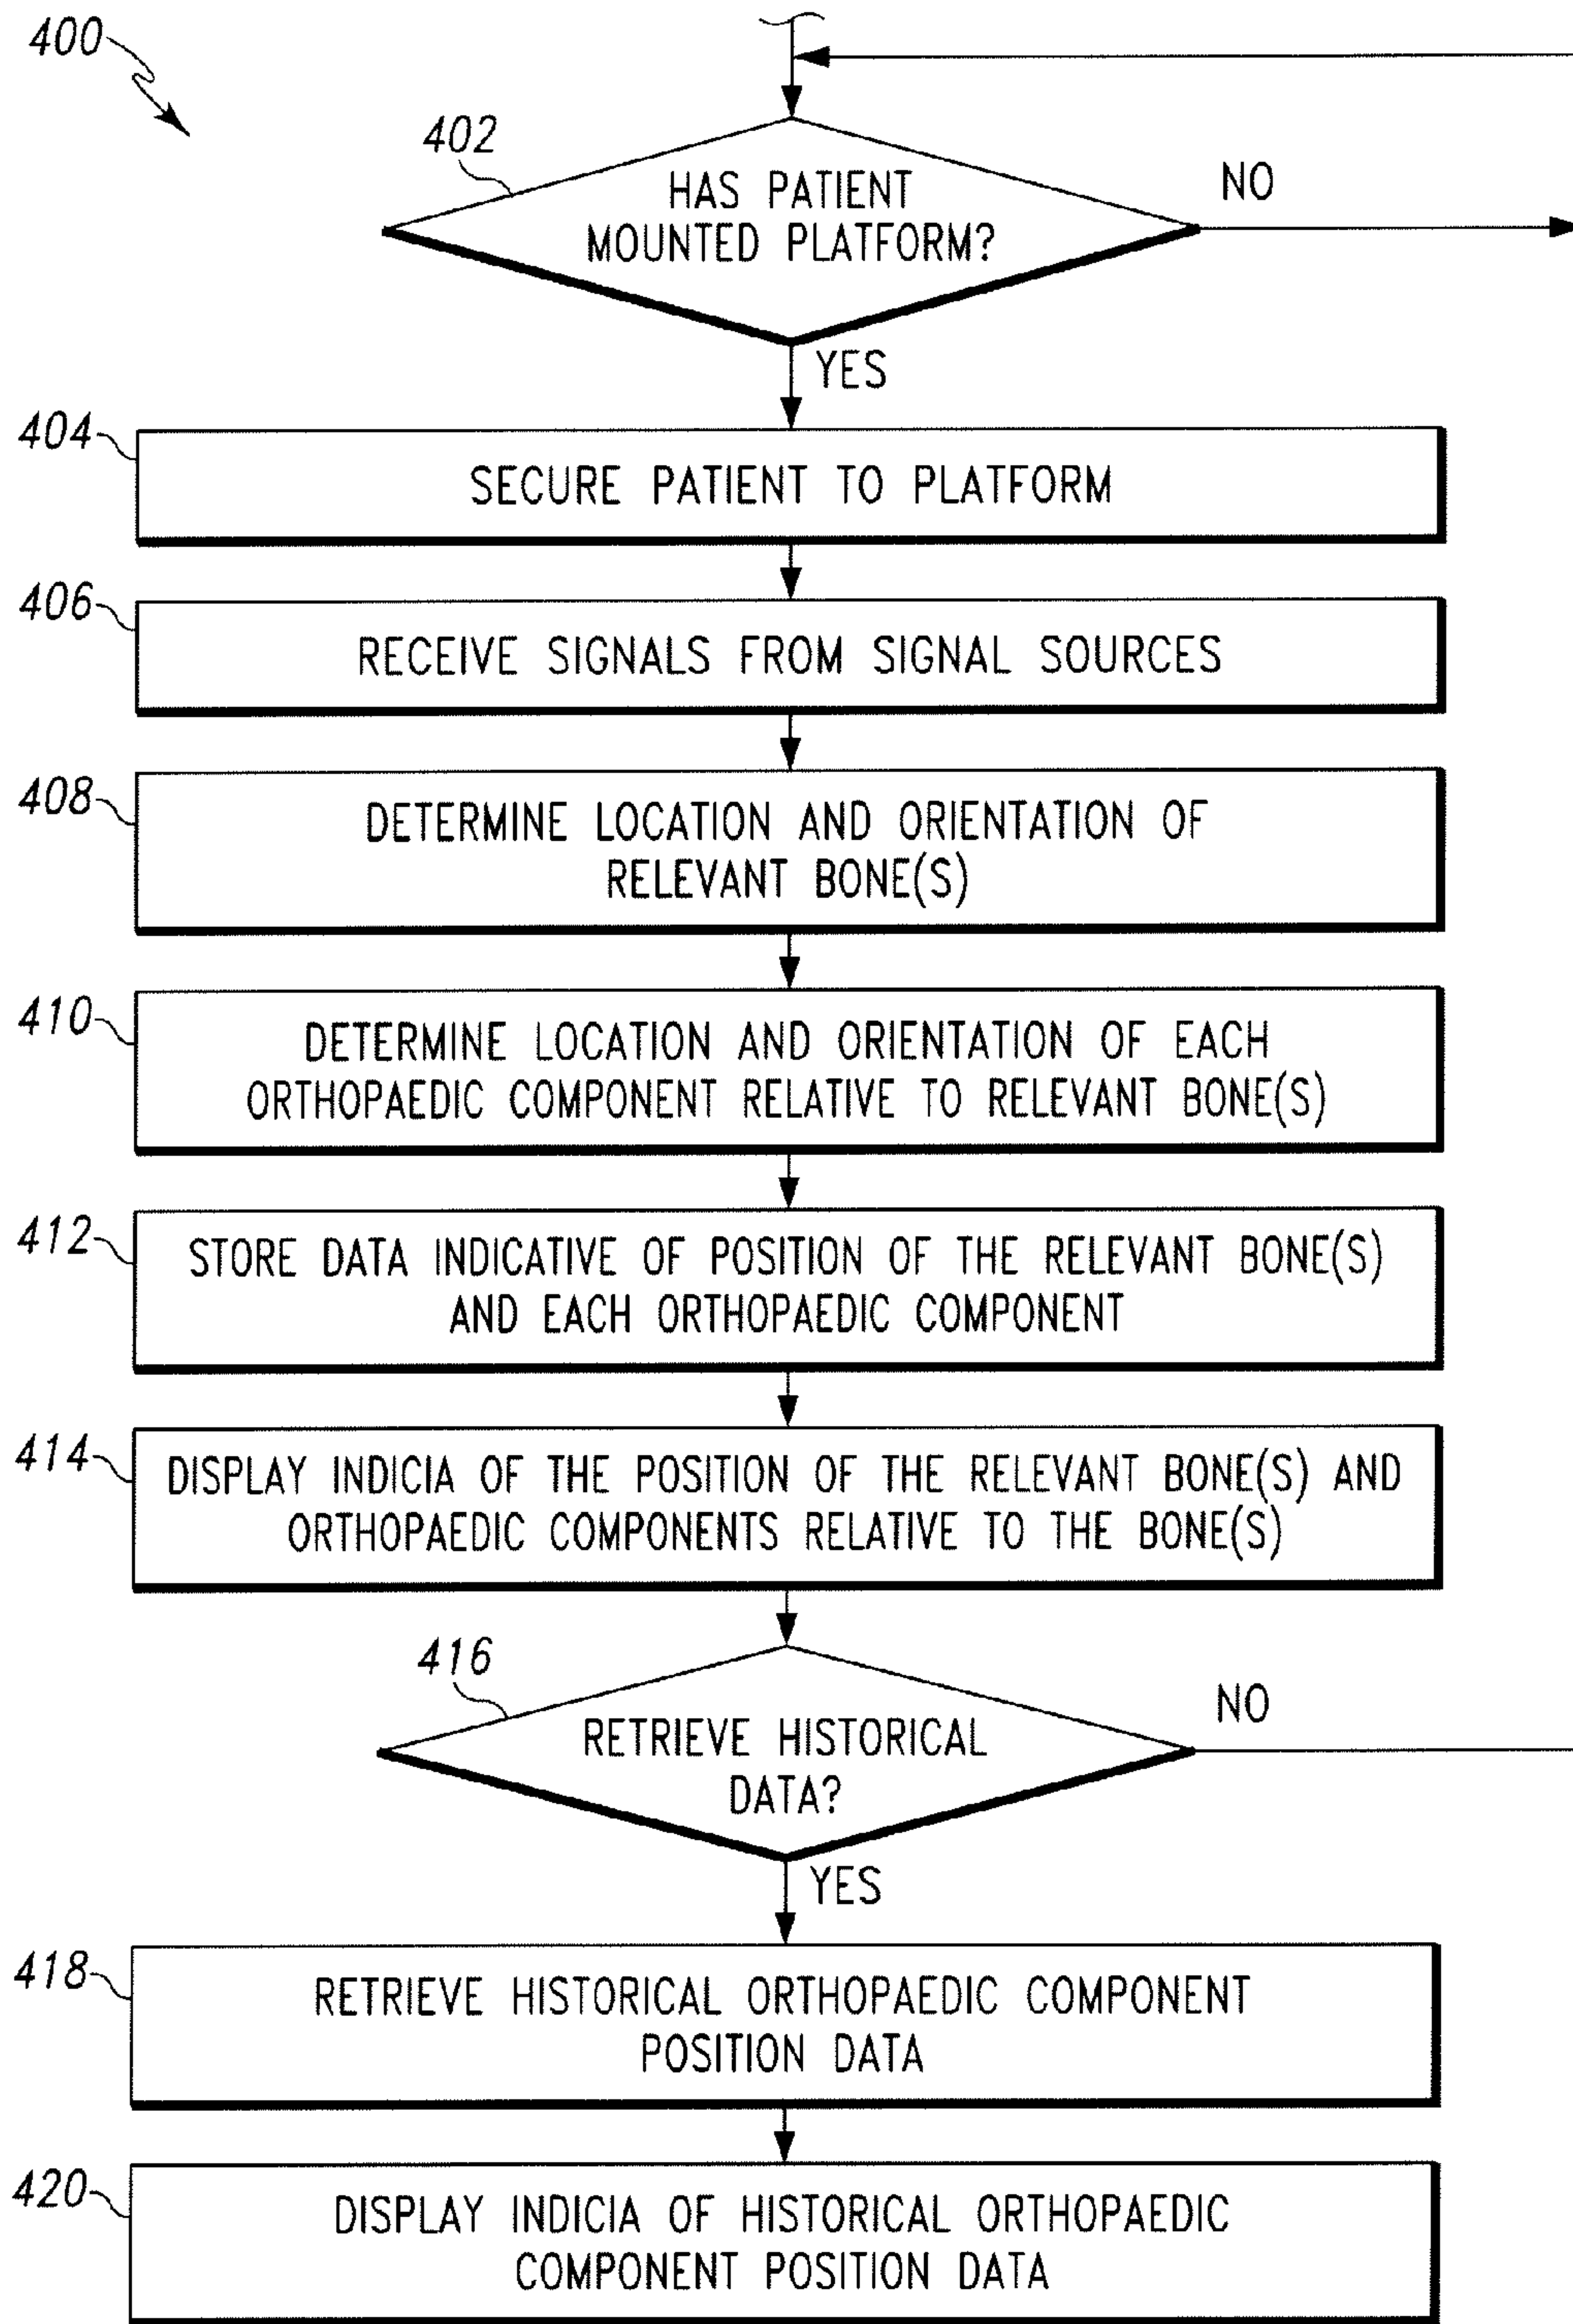 400
402
HAS PATIENT
MOUNTED PLATFORM?
NO
YES
404
SECURE PATIENT TO PLATFORM
406
RECEIVE SIGNALS FROM SIGNAL SOURCES
408
DETERMINE LOCATION AND ORIENTATION OF
RELEVANT BONE(S)
410
DETERMINE LOCATION AND ORIENTATION OF EACH
ORTHOPAEDIC COMPONENT RELATIVE TO RELEVANT BONE(S)
412
STORE DATA INDICATIVE OF POSITION OF THE RELEVANT BONE(S)
AND EACH ORTHOPAEDIC COMPONENT
414
DISPLAY INDICIA OF THE POSITION OF THE RELEVANT BONE(S) AND
ORTHOPAEDIC COMPONENTS RELATIVE TO THE BONE(S)
416
RETRIEVE HISTORICAL
DATA?
NO
YES
418
RETRIEVE HISTORICAL ORTHOPAEDIC COMPONENT
POSITION DATA
420
DISPLAY INDICIA OF HISTORICAL ORTHOPAEDIC
COMPONENT POSITION DATA